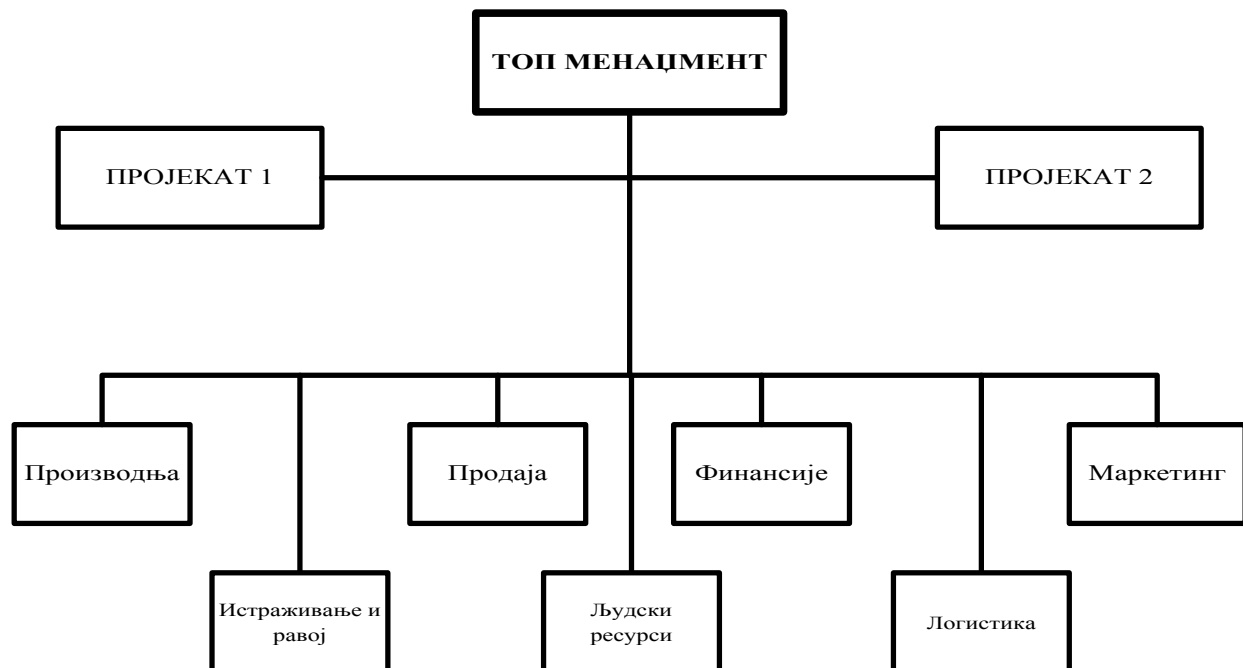 ТОП МЕНАЏМЕНТ
ПРОЈЕКАТ 1
ПРОЈЕКАТ 2
Производња
Продаја
Финансије
Маркетинг
Истраживање и
равој
Људски
ресурси
Логистика